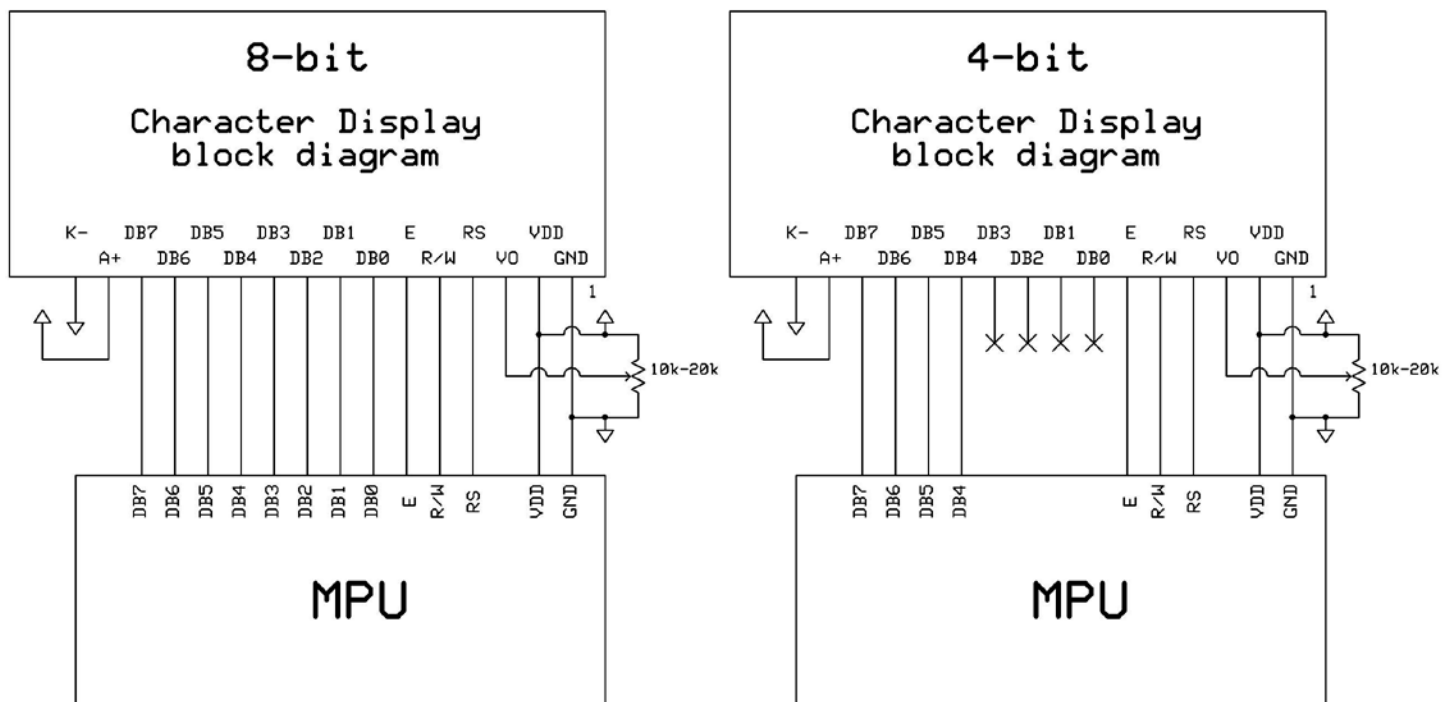 8-bit
Character Display
block diagram
K- DB7 DB5 DB3 DB1 E RS VDD
A+ DB6 DB4 DB2 DB0 R/W VO GND
1
10k-20k
DB7 DB6 DB5 DB4 DB3 DB2 DB1 DB0 E R/W RS VDD GND
MPU
4-bit
Character Display
block diagram
K- DB7 DB5 DB3 DB1 E RS VDD
A+ DB6 DB4 DB2 DB0 R/W VO GND
1
10k-20k
DB7 DB6 DB5 DB4 E R/W RS VDD GND
MPU